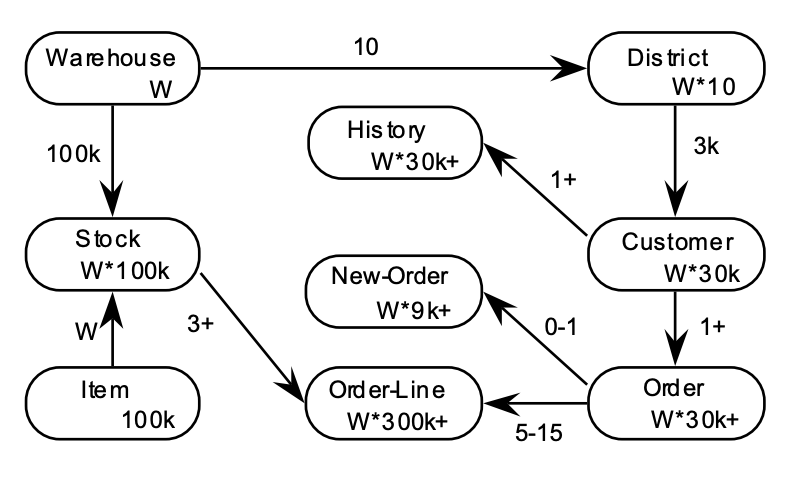 Warehouse
W
10
District
W*10
100k
History
W*30k+
1+
3k
Stock
W*100k
Customer
W*30k
New-Order
W*9k+
W
3+
0-1
1+
Item
100k
Order-Line
W*300k+
5-15
Order
W*30k+